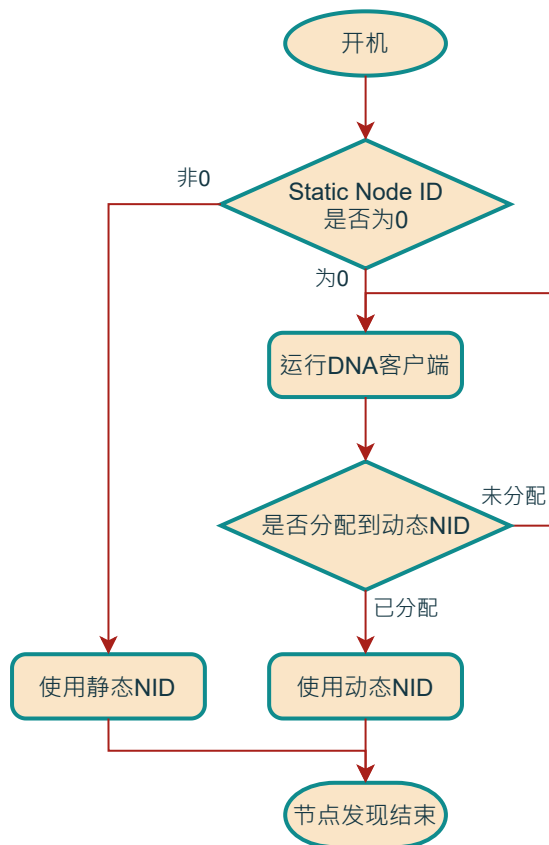 开机
非0
Static Node ID
是否为0
为0
运行DNA客户端
未分配
是否分配到动态NID
已分配
使用静态NID
使用动态NID
节点发现结束